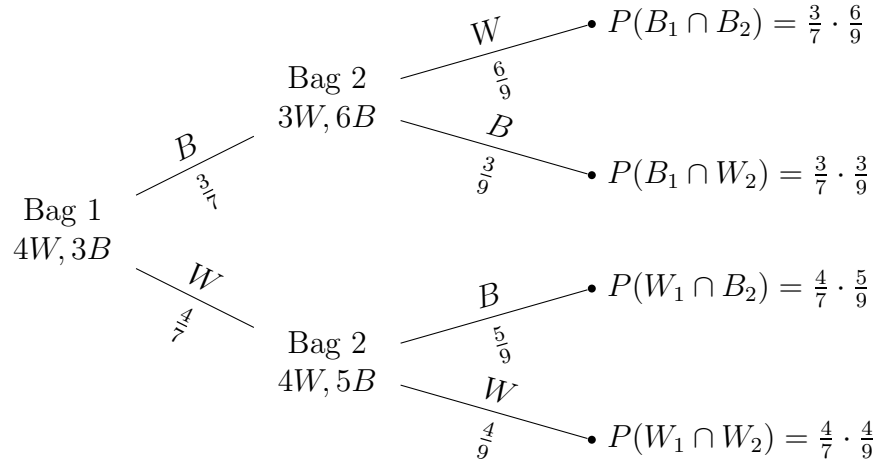 W
P(B₁ ∩ B₂) = 3/7 · 6/9
6/9
Bag 2
3W, 6B
B
P(B₁ ∩ W₂) = 3/7 · 3/9
3/9
B
3/7
Bag 1
4W, 3B
W
4/7
B
P(W₁ ∩ B₂) = 4/7 · 5/9
5/9
Bag 2
4W, 5B
W
P(W₁ ∩ W₂) = 4/7 · 4/9
4/9